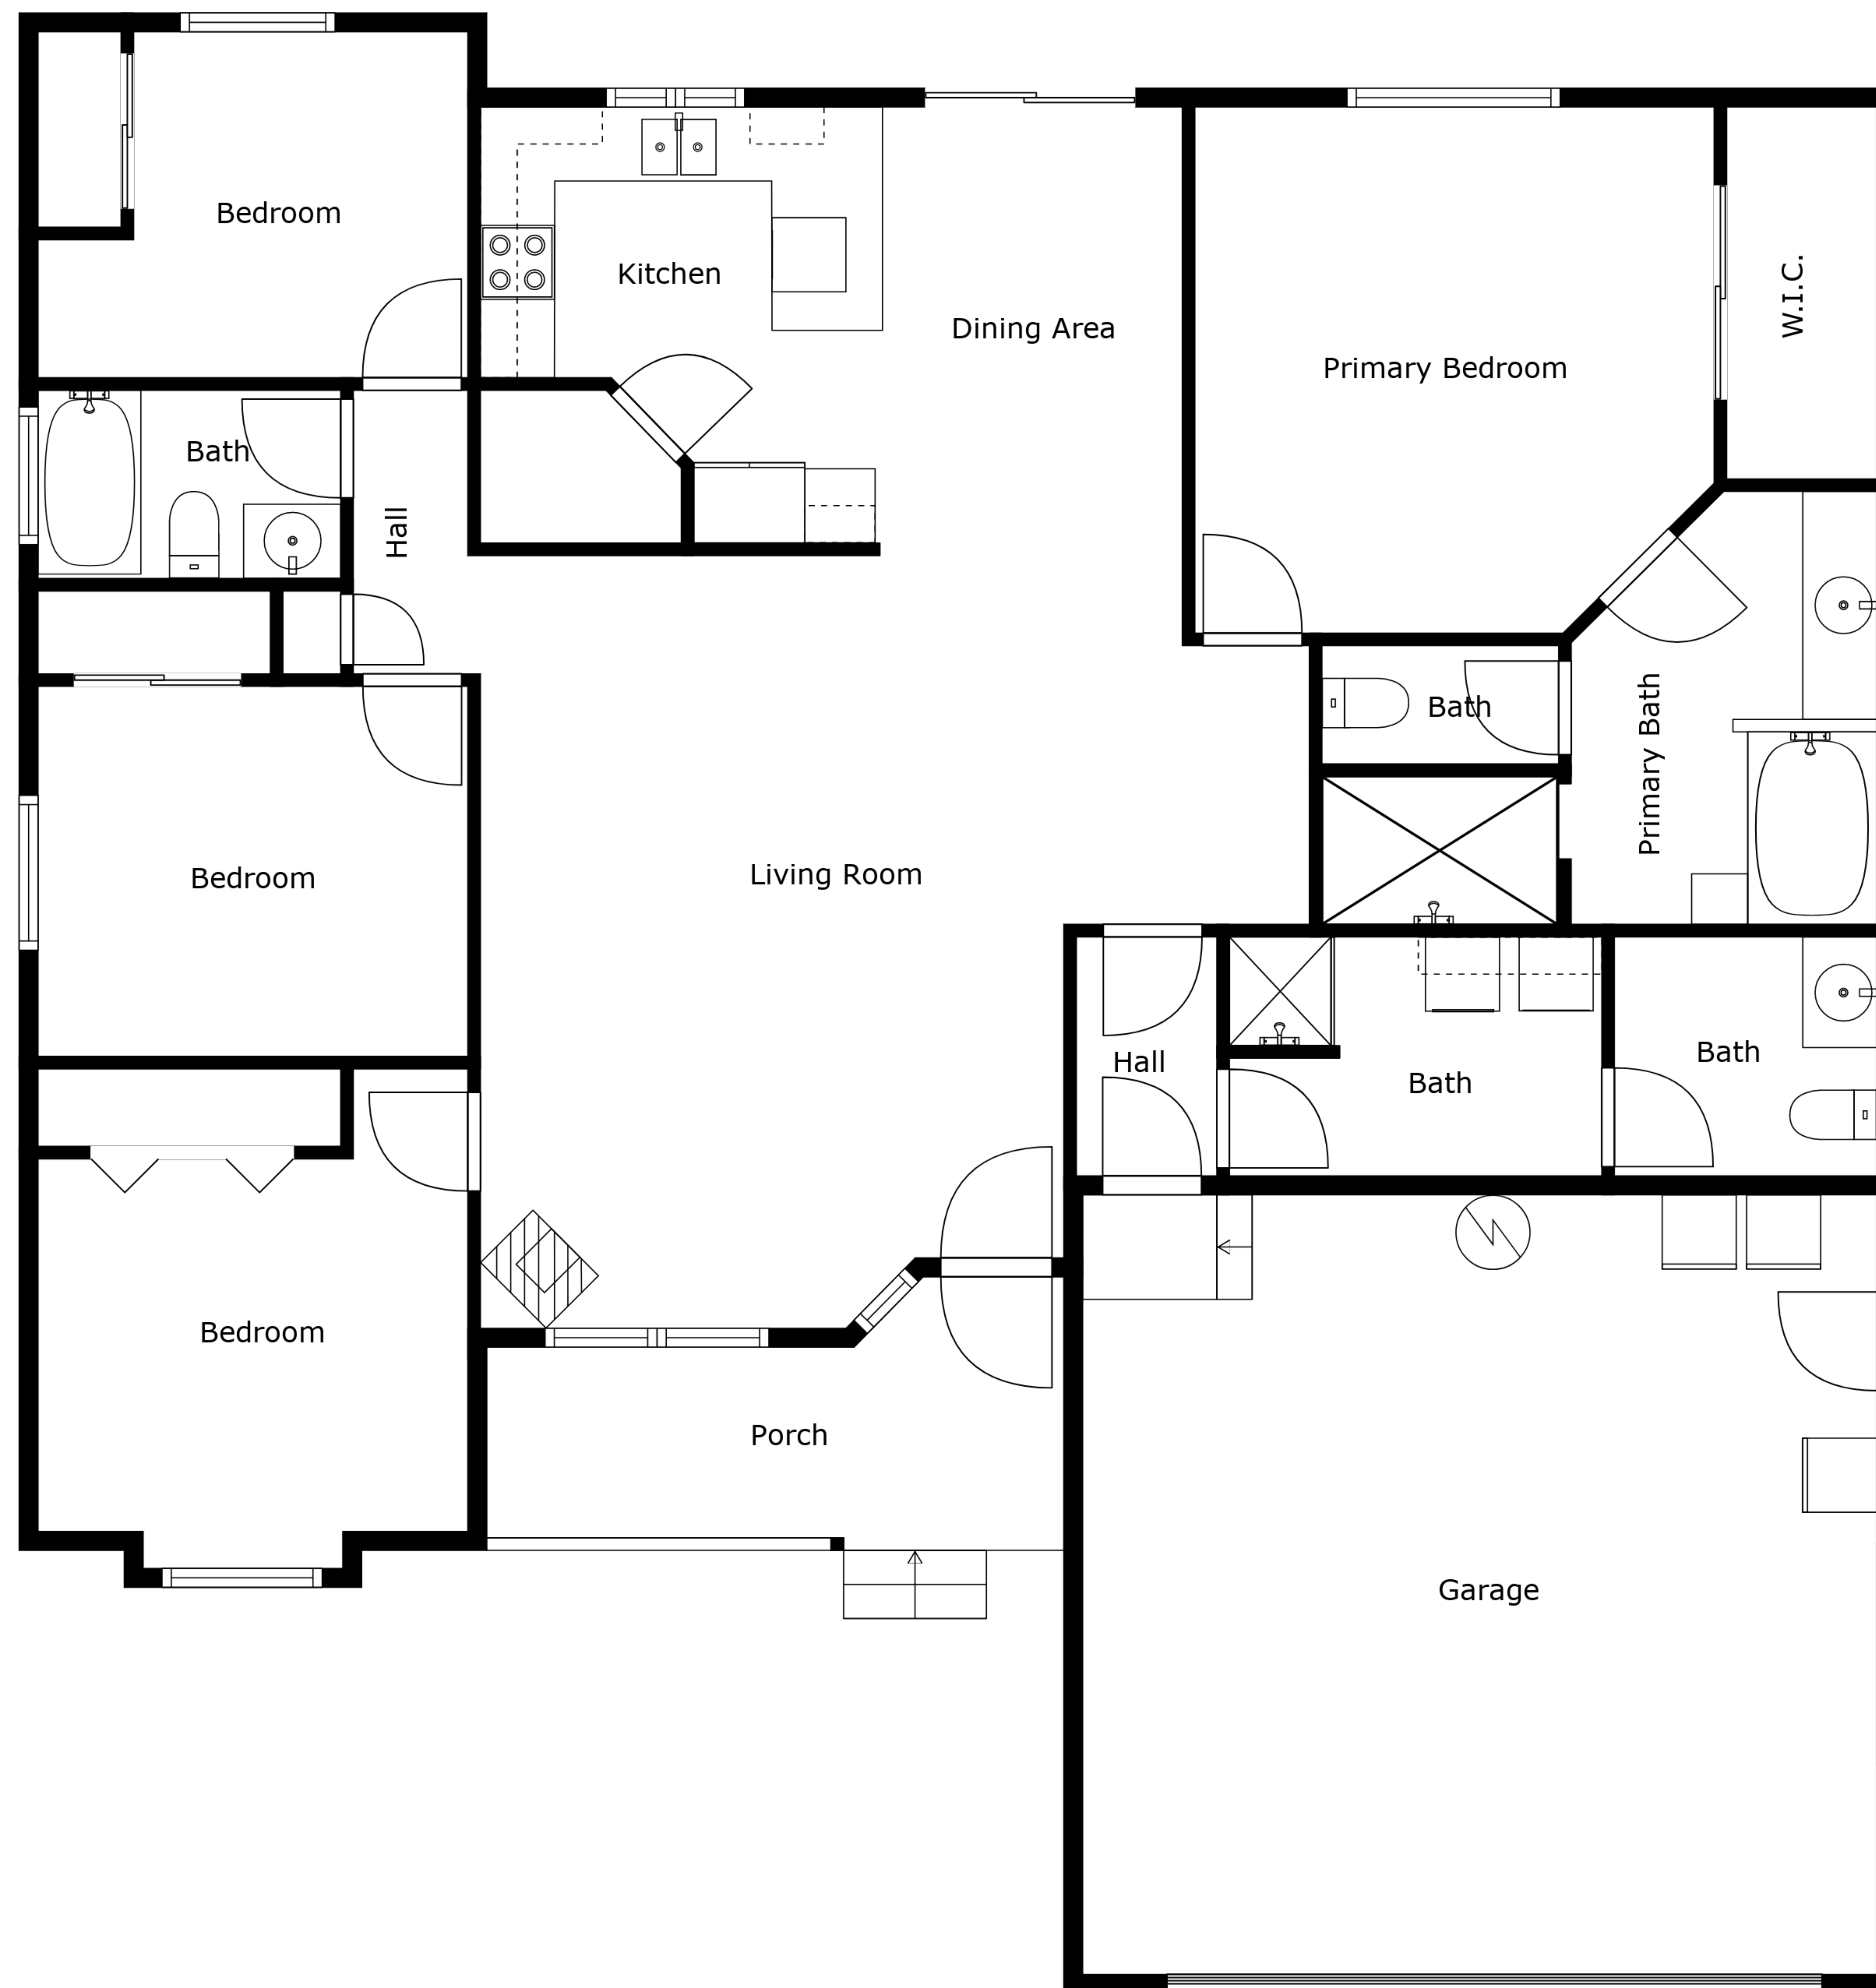 Bedroom
Kitchen
Dining Area
W.I.C.
Primary Bedroom
Bath
Hall
Bath
Primary Bath
Bedroom
Living Room
Hall
Bath
Bath
Bedroom
Porch
Garage